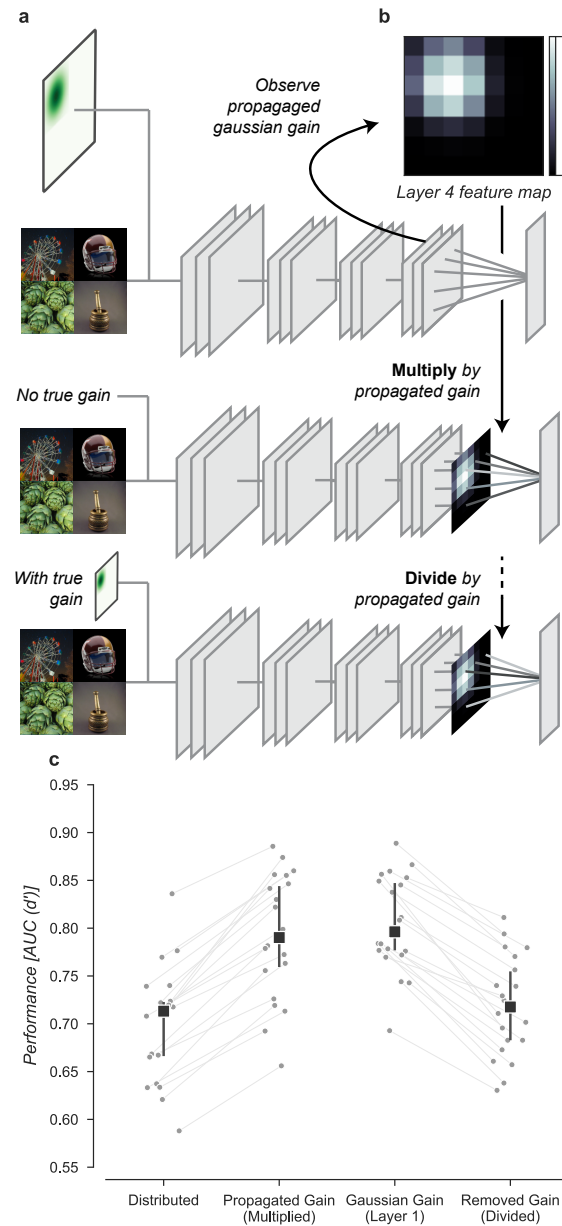 a
b
Observe
propagaged
gaussian gain
Layer 4 feature map
Multiply by
propagated gain
No true gain
With true
gain
Divide by
propagated gain
c
Performance [AUC (d')]
0.95
0.90
0.85
0.80
0.75
0.70
0.65
0.60
0.55
Distributed
Propagated Gain
(Multiplied)
Gaussian Gain
(Layer 1)
Removed Gain
(Divided)